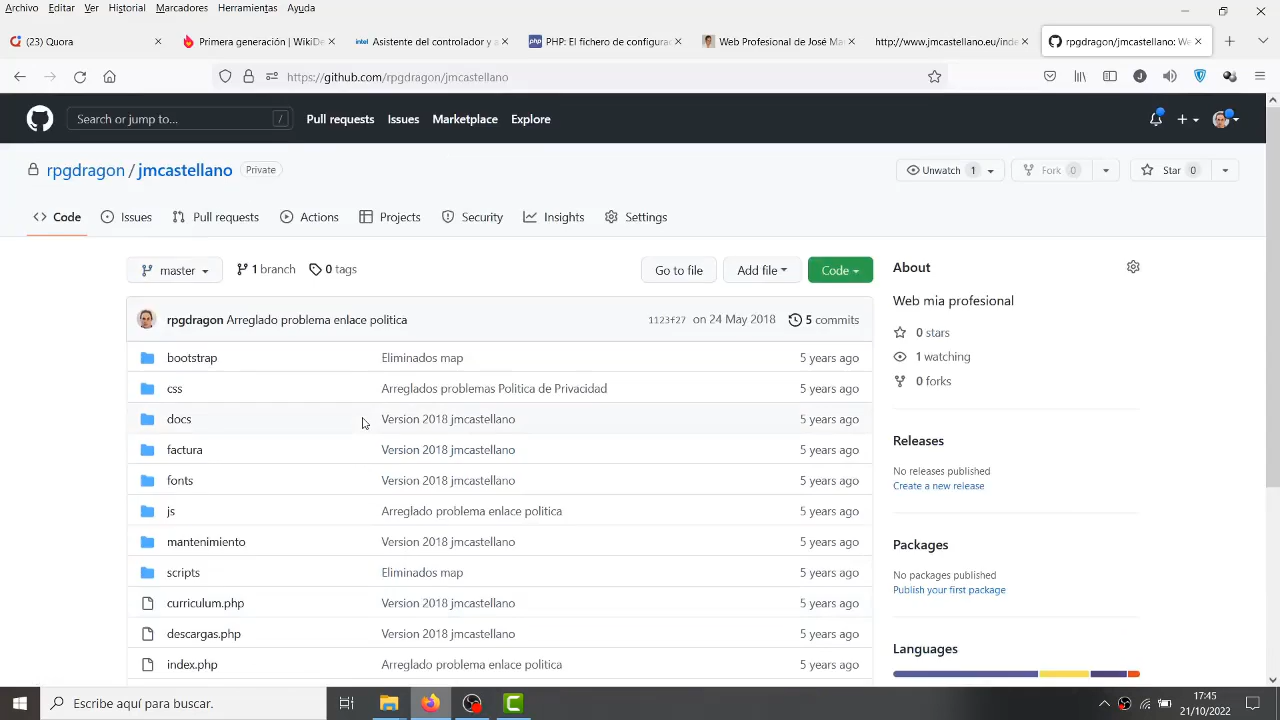 Archivo Editar Ver Historial Marcadores Herramientas Ayuda
(23) Quora
Primera generación | WikiDe
intel Asistente del controlador y a
php PHP: El fichero de configurac
Web Profesional de José Ma
http://www.jmcastellano.eu/inde
rpgdragon/jmcastellano: We
https://github.com/rpgdragon/jmcastellano
J
Search or jump to... /
Pull requests Issues Marketplace Explore
rpgdragon / jmcastellano Private
Unwatch 1 Fork 0 Star 0
Code Issues Pull requests Actions Projects Security Insights Settings
master 1 branch 0 tags Go to file Add file Code
rpgdragon Arreglado problema enlace politica 1123f27 on 24 May 2018 5 commits
bootstrap Eliminados map 5 years ago
css Arreglados problemas Politica de Privacidad 5 years ago
docs Version 2018 jmcastellano 5 years ago
factura Version 2018 jmcastellano 5 years ago
fonts Version 2018 jmcastellano 5 years ago
js Arreglado problema enlace politica 5 years ago
mantenimiento Version 2018 jmcastellano 5 years ago
scripts Eliminados map 5 years ago
curriculum.php Version 2018 jmcastellano 5 years ago
descargas.php Version 2018 jmcastellano 5 years ago
index.php Arreglado problema enlace politica 5 years ago
About
Web mia profesional
0 stars
1 watching
0 forks
Releases
No releases published
Create a new release
Packages
No packages published
Publish your first package
Languages
Escribe aquí para buscar.
17:45
21/10/2022